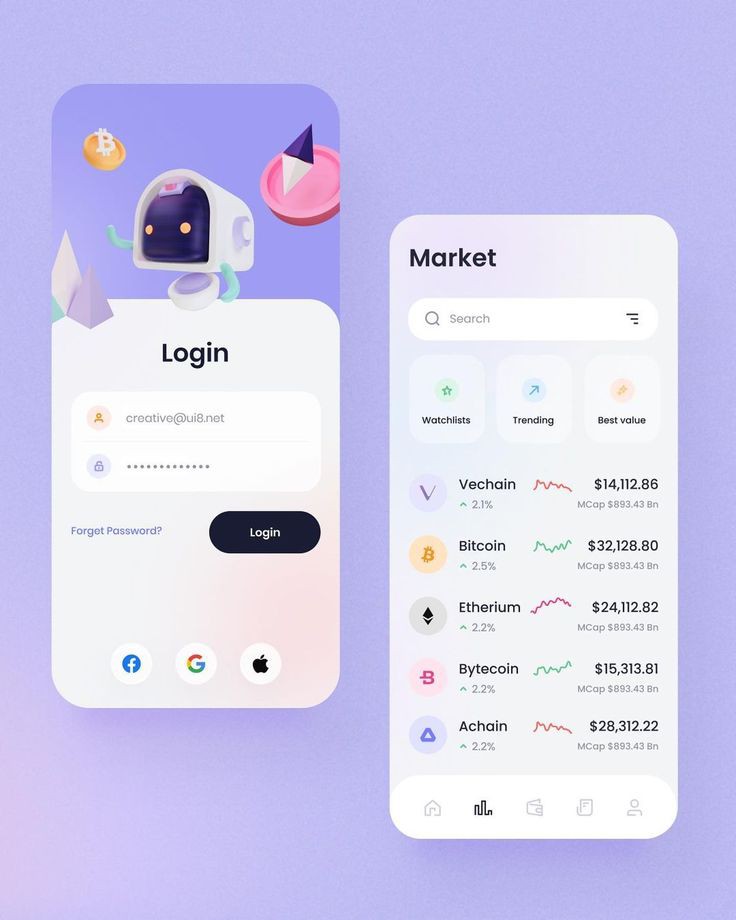 Login
creative@ui8.net
•••••••••••••
Forget Password?
Login
Market
Search
Watchlists
Trending
Best value
Vechain
$14,112.86
2.1%
MCap $893.43 Bn
Bitcoin
$32,128.80
2.5%
MCap $893.43 Bn
Etherium
$24,112.82
2.2%
MCap $893.43 Bn
Bytecoin
$15,313.81
2.2%
MCap $893.43 Bn
Achain
$28,312.22
2.2%
MCap $893.43 Bn